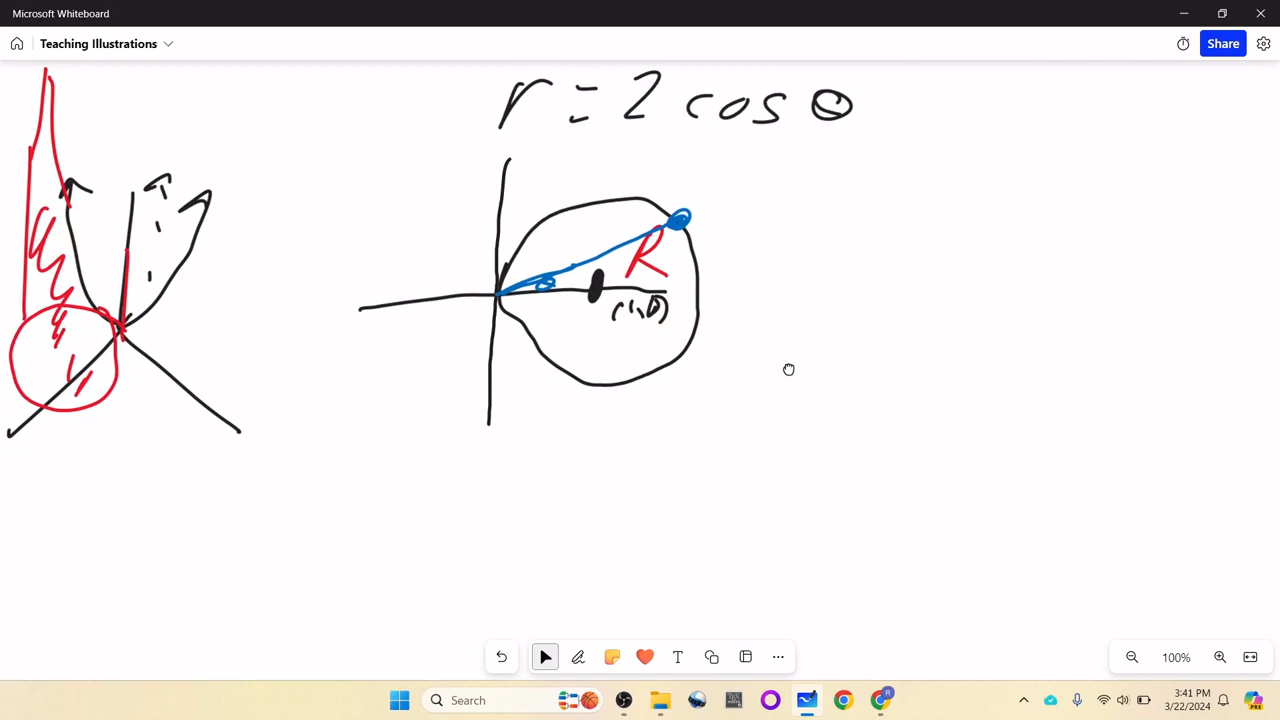 Microsoft Whiteboard
Teaching Illustrations
Share
r = 2 cos θ
R
(1,0)
T
100%
Search
3:41 PM
3/22/2024